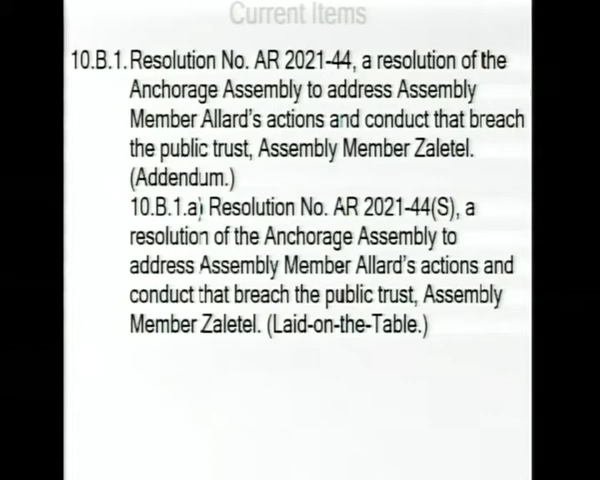 Current Items
10.B.1. Resolution No. AR 2021-44, a resolution of the
Anchorage Assembly to address Assembly
Member Allard's actions and conduct that breach
the public trust, Assembly Member Zaletel.
(Addendum.)
10.B.1.a) Resolution No. AR 2021-44(S), a
resolution of the Anchorage Assembly to
address Assembly Member Allard's actions and
conduct that breach the public trust, Assembly
Member Zaletel. (Laid-on-the-Table.)